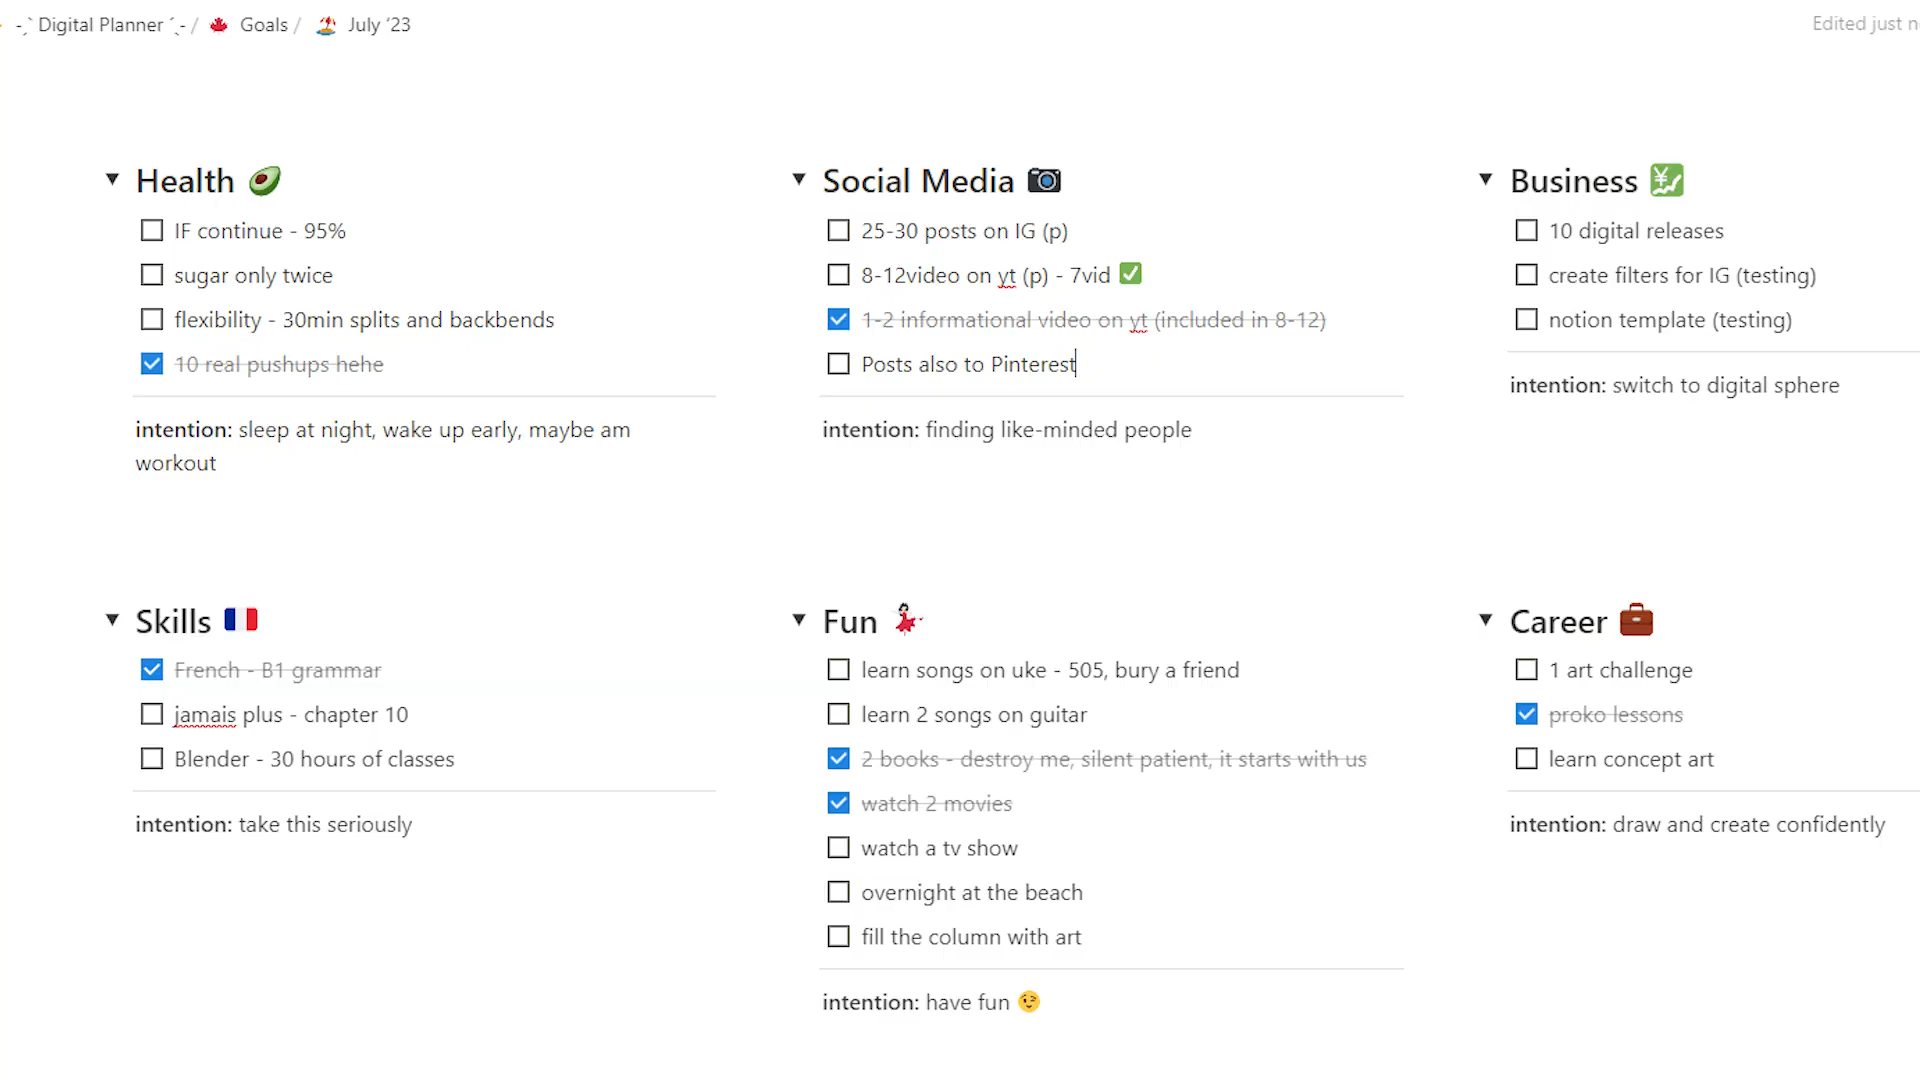 -ˏˋ Digital Planner ˊˎ- / Goals / July ‘23
Edited just n
Health
IF continue - 95%
sugar only twice
flexibility - 30min splits and backbends
10 real pushups hehe
intention: sleep at night, wake up early, maybe am
workout
Social Media
25-30 posts on IG (p)
8-12video on yt (p) - 7vid ✅
1-2 informational video on yt (included in 8-12)
Posts also to Pinterest
intention: finding like-minded people
Business
10 digital releases
create filters for IG (testing)
notion template (testing)
intention: switch to digital sphere
Skills
French - B1 grammar
jamais plus - chapter 10
Blender - 30 hours of classes
intention: take this seriously
Fun
learn songs on uke - 505, bury a friend
learn 2 songs on guitar
2 books - destroy me, silent patient, it starts with us
watch 2 movies
watch a tv show
overnight at the beach
fill the column with art
intention: have fun 😉
Career
1 art challenge
proko lessons
learn concept art
intention: draw and create confidently